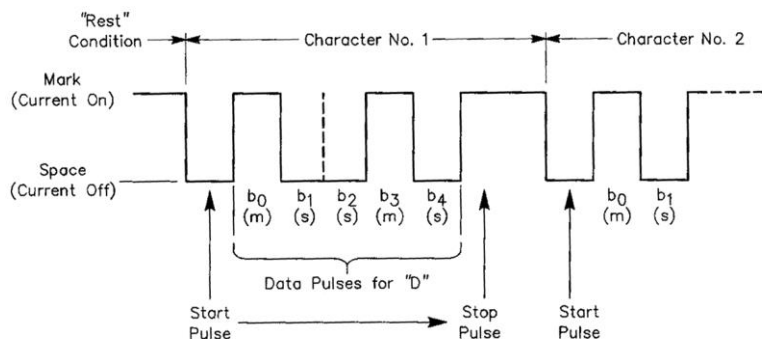 "Rest"
Condition
Character No. 1
Character No. 2
Mark
(Current On)
Space
(Current Off)
b0 b1 b2 b3 b4 b0 b1
(m) (s) (s) (m) (s) (m) (s)
Data Pulses for "D"
Start Stop Start
Pulse Pulse Pulse